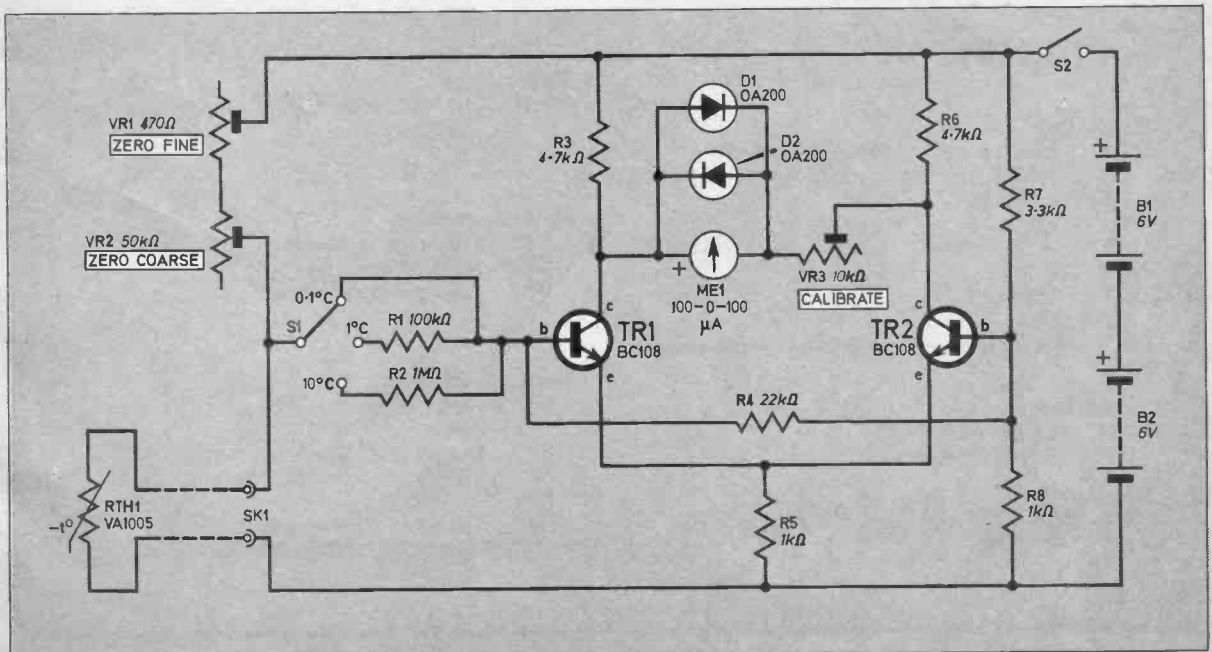 VR1 470Ω
ZERO FINE
VR2 50kΩ
ZERO COARSE
S1
0·1°C
1°C
10°C
R1 100kΩ
R2 1MΩ
RTH1
VA1005
-t°
SK1
R3
4·7kΩ
D1
OA200
D2
OA200
+
ME1
100-0-100
μA
VR3 10kΩ
CALIBRATE
b
c
e
TR1
BC108
R4 22kΩ
R5
1kΩ
R6
4·7kΩ
c
b
e
TR2
BC108
R7
3·3kΩ
R8
1kΩ
S2
+
B1
6V
+
B2
6V